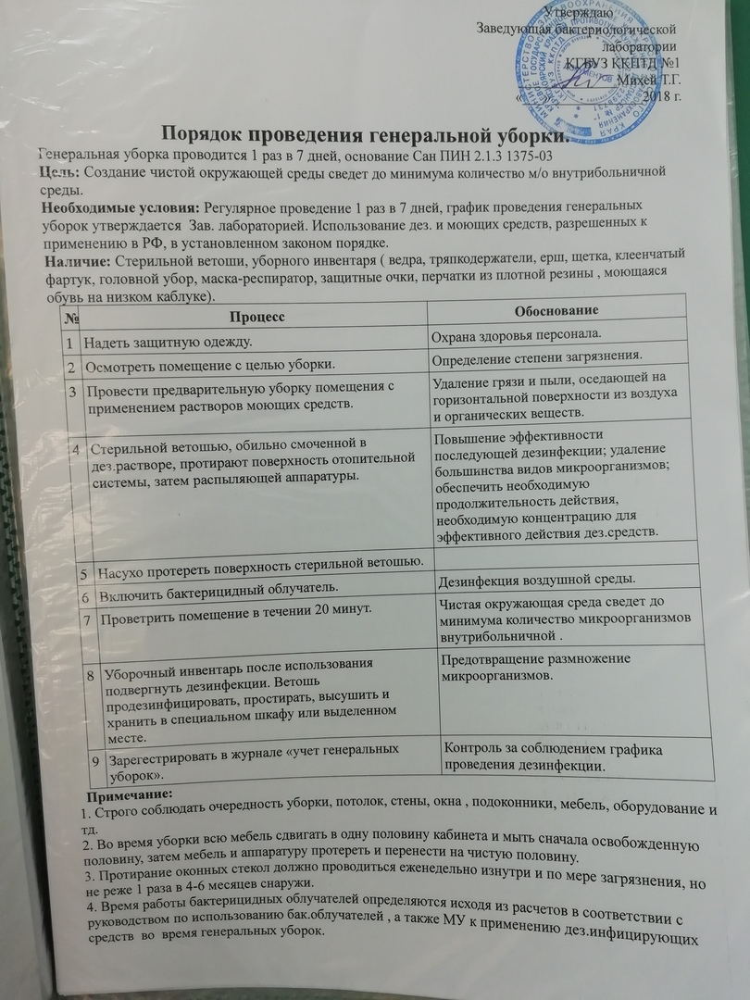 Утверждаю
Заведующая бактериологической
лаборатории
КГБУЗ ККПТД №1
Михей Т.Г.
2018 г.
Порядок проведения генеральной уборки.
Генеральная уборка проводится 1 раз в 7 дней, основание Сан ПИН 2.1.3 1375-03
Цель: Создание чистой окружающей среды сведет до минимума количество м/о внутрибольничной
среды.
Необходимые условия: Регулярное проведение 1 раз в 7 дней, график проведения генеральных
уборок утверждается Зав. лабораторией. Использование дез. и моющих средств, разрешенных к
применению в РФ, в установленном законом порядке.
Наличие: Стерильной ветоши, уборного инвентаря ( ведра, тряпкодержатели, ерш, щетка, клеенчатый
фартук, головной убор, маска-респиратор, защитные очки, перчатки из плотной резины , моющаяся
обувь на низком каблуке).
№ Процесс Обоснование
1 Надеть защитную одежду. Охрана здоровья персонала.
2 Осмотреть помещение с целью уборки. Определение степени загрязнения.
3 Провести предварительную уборку помещения с
применением растворов моющих средств.
Удаление грязи и пыли, оседающей на
горизонтальной поверхности из воздуха
и органических веществ.
4 Стерильной ветошью, обильно смоченной в
дез.растворе, протирают поверхность отопительной
системы, затем распыляющей аппаратуры.
Повышение эффективности
последующей дезинфекции; удаление
большинства видов микроорганизмов;
обеспечить необходимую
продолжительность действия,
необходимую концентрацию для
эффективного действия дез.средств.
5 Насухо протереть поверхность стерильной ветошью.
6 Включить бактерицидный облучатель. Дезинфекция воздушной среды.
7 Проветрить помещение в течении 20 минут.
Чистая окружающая среда сведет до
минимума количество микроорганизмов
внутрибольничной .
8 Уборочный инвентарь после использования
подвергнуть дезинфекции. Ветошь
продезинфицировать, простирать, высушить и
хранить в специальном шкафу или выделенном
месте.
Предотвращение размножение
микроорганизмов.
9 Зарегестрировать в журнале «учет генеральных
уборок».
Контроль за соблюдением графика
проведения дезинфекции.
Примечание:
1. Строго соблюдать очередность уборки, потолок, стены, окна , подоконники, мебель, оборудование и
тд.
2. Во время уборки всю мебель сдвигать в одну половину кабинета и мыть сначала освобожденную
половину, затем мебель и аппаратуру протереть и перенести на чистую половину.
3. Протирание оконных стекол должно проводиться еженедельно изнутри и по мере загрязнения, но
не реже 1 раза в 4-6 месяцев снаружи.
4. Время работы бактерицидных облучателей определяются исходя из расчетов в соответствии с
руководством по использованию бак.облучателей , а также МУ к применению дез.инфицирующих
средств во время генеральных уборок.